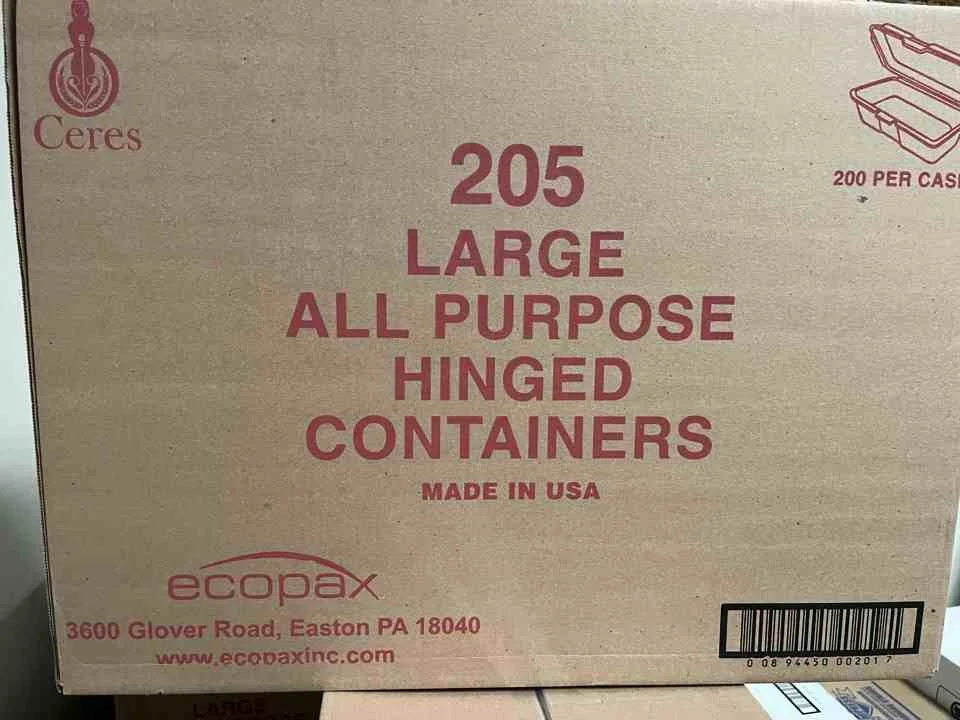 Ceres
205
200 PER CAS
LARGE
ALL PURPOSE
HINGED
CONTAINERS
MADE IN USA
ecopax
3600 Glover Road, Easton PA 18040
www.ecopaxinc.com
0 08 94450 00201 7
LARGE